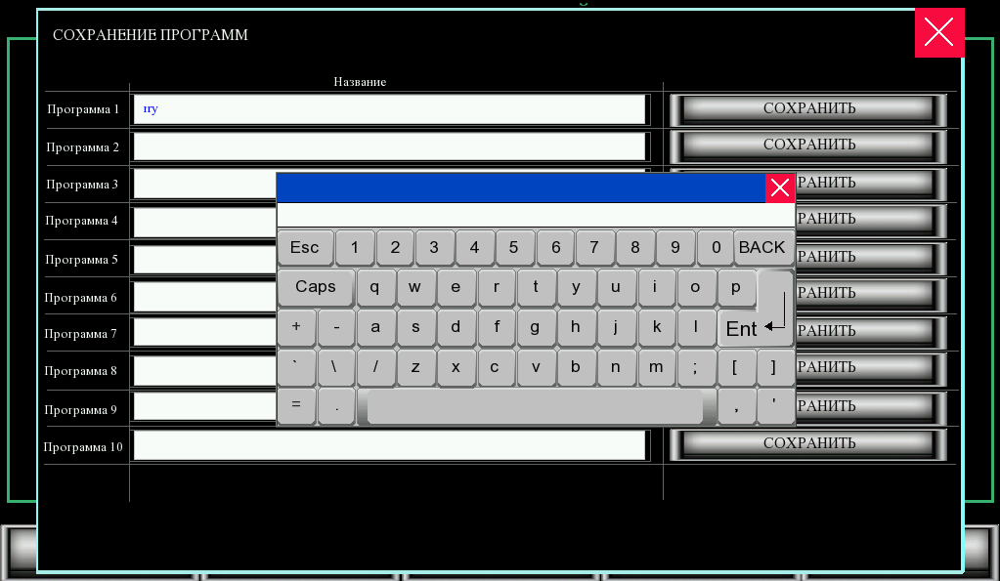 СОХРАНЕНИЕ ПРОГРАММ
Название
Программа 1 ıry СОХРАНИТЬ
Программа 2 СОХРАНИТЬ
Программа 3 РАНИТЬ
Программа 4 РАНИТЬ
Esc 1 2 3 4 5 6 7 8 9 0 BACK
Программа 5 РАНИТЬ
Caps q w e r t y u i o p
Программа 6 РАНИТЬ
+ - a s d f g h j k l Ent
Программа 7 РАНИТЬ
` \ / z x c v b n m ; [ ]
Программа 8 РАНИТЬ
= . , '
Программа 9 РАНИТЬ
Программа 10 СОХРАНИТЬ